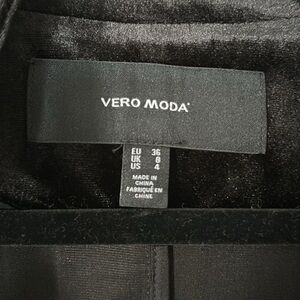 VERO MODA
EU 36
UK 8
US 4
MADE IN
CHINA
FABRIQUÉ EN
CHINE